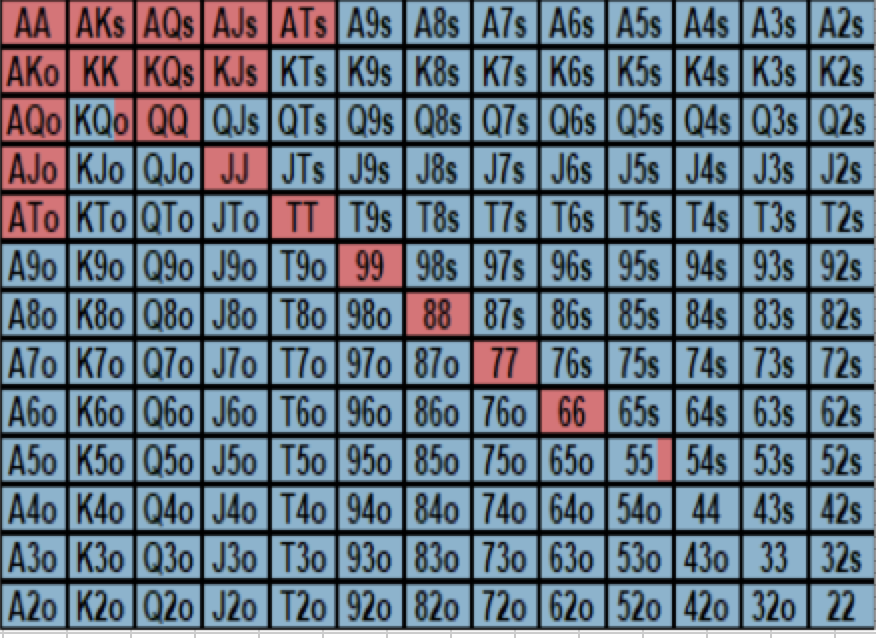 AA AKs AQs AJs ATs A9s A8s A7s A6s A5s A4s A3s A2s
AKo KK KQs KJs KTs K9s K8s K7s K6s K5s K4s K3s K2s
AQo KQo QQ QJs QTs Q9s Q8s Q7s Q6s Q5s Q4s Q3s Q2s
AJo KJo QJo JJ JTs J9s J8s J7s J6s J5s J4s J3s J2s
ATo KTo QTo JTo TT T9s T8s T7s T6s T5s T4s T3s T2s
A9o K9o Q9o J9o T9o 99 98s 97s 96s 95s 94s 93s 92s
A8o K8o Q8o J8o T8o 98o 88 87s 86s 85s 84s 83s 82s
A7o K7o Q7o J7o T7o 97o 87o 77 76s 75s 74s 73s 72s
A6o K6o Q6o J6o T6o 96o 86o 76o 66 65s 64s 63s 62s
A5o K5o Q5o J5o T5o 95o 85o 75o 65o 55 54s 53s 52s
A4o K4o Q4o J4o T4o 94o 84o 74o 64o 54o 44 43s 42s
A3o K3o Q3o J3o T3o 93o 83o 73o 63o 53o 43o 33 32s
A2o K2o Q2o J2o T2o 92o 82o 72o 62o 52o 42o 32o 22